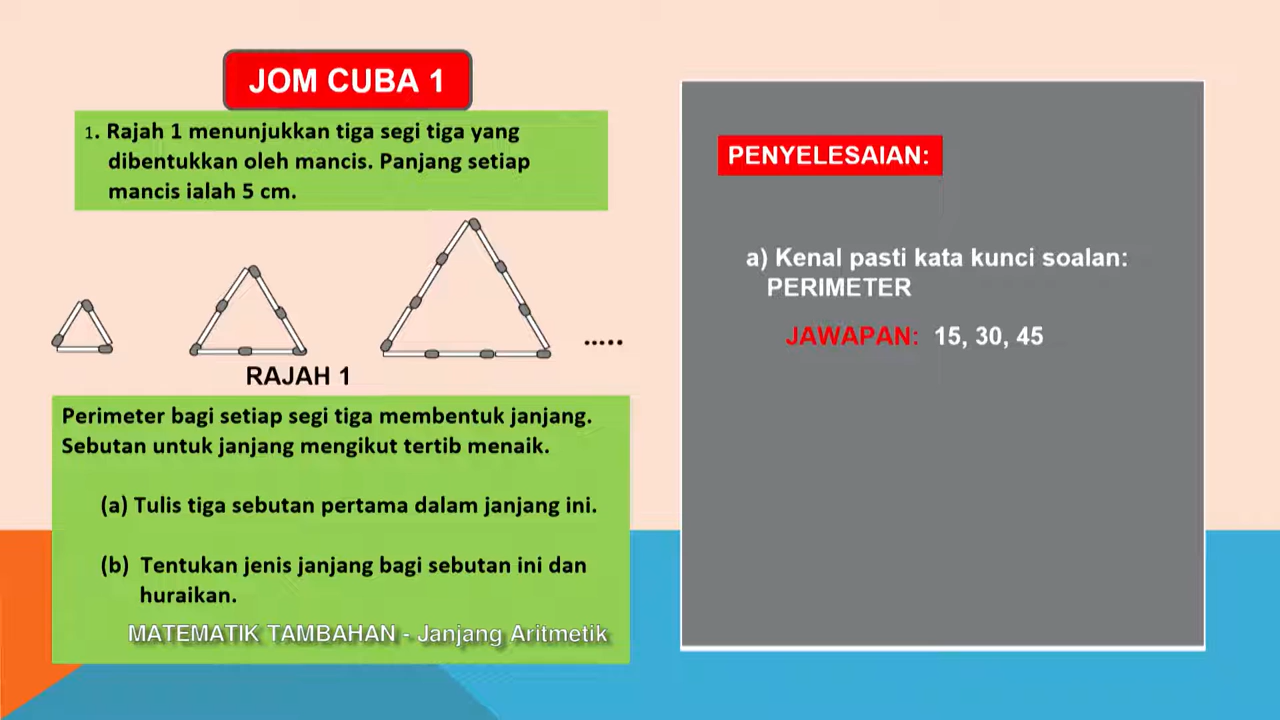 JOM CUBA 1
1. Rajah 1 menunjukkan tiga segi tiga yang
dibentukkan oleh mancis. Panjang setiap
mancis ialah 5 cm.
.....
RAJAH 1
Perimeter bagi setiap segi tiga membentuk janjang.
Sebutan untuk janjang mengikut tertib menaik.
(a) Tulis tiga sebutan pertama dalam janjang ini.
(b) Tentukan jenis janjang bagi sebutan ini dan
huraikan.
MATEMATIK TAMBAHAN - Janjang Aritmetik
PENYELESAIAN:
a) Kenal pasti kata kunci soalan:
PERIMETER
JAWAPAN: 15, 30, 45